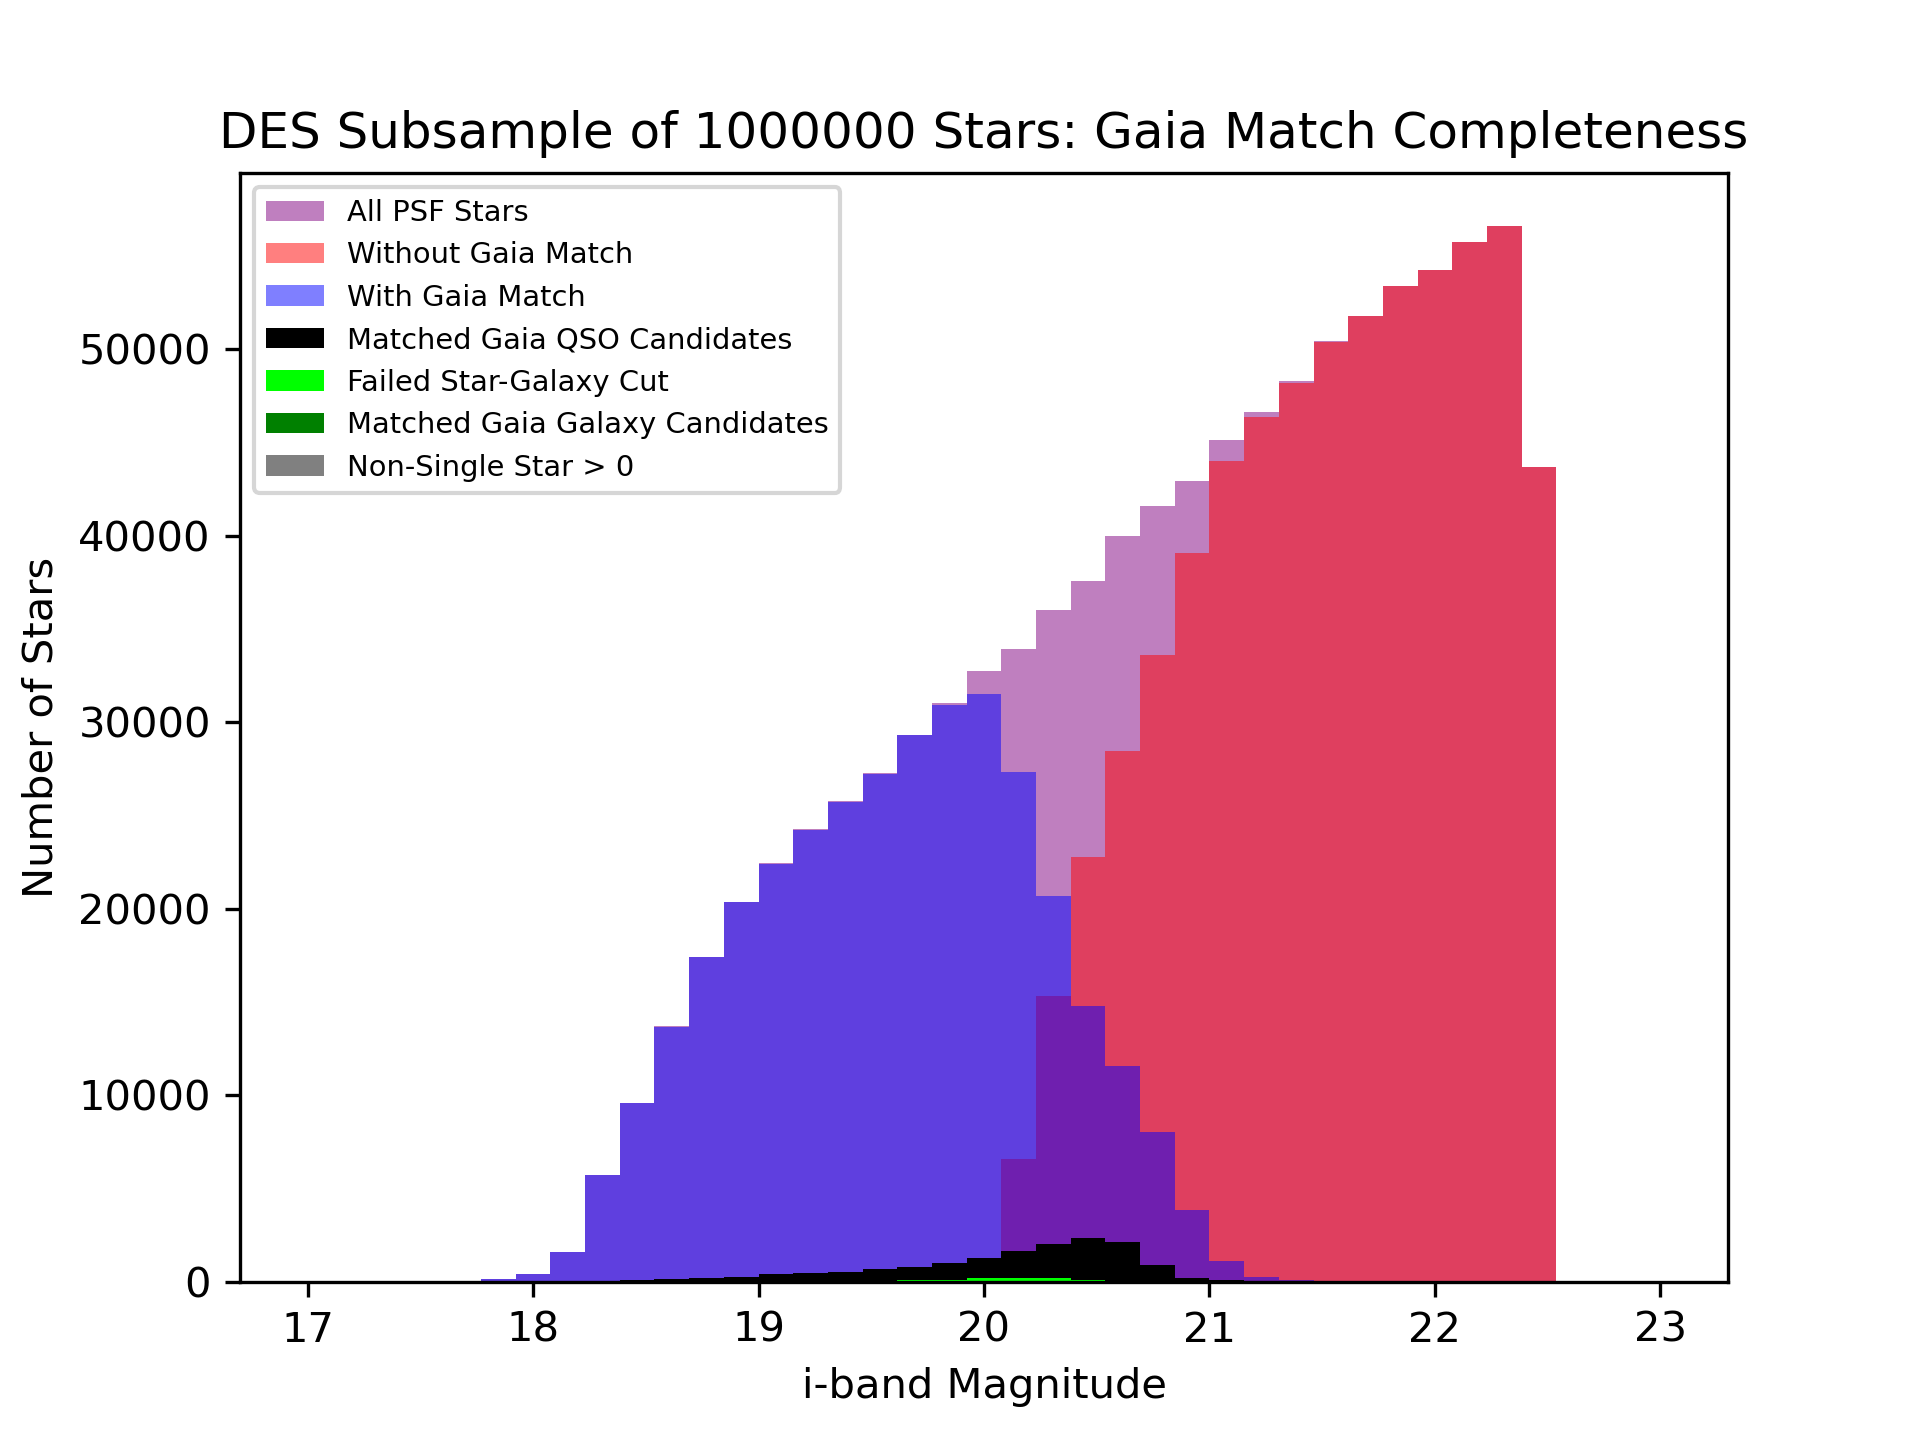 DES Subsample of 1000000 Stars: Gaia Match Completeness
All PSF Stars
Without Gaia Match
With Gaia Match
Matched Gaia QSO Candidates
Failed Star-Galaxy Cut
Matched Gaia Galaxy Candidates
Non-Single Star > 0
Number of Stars
50000
40000
30000
20000
10000
0
17 18 19 20 21 22 23
i-band Magnitude